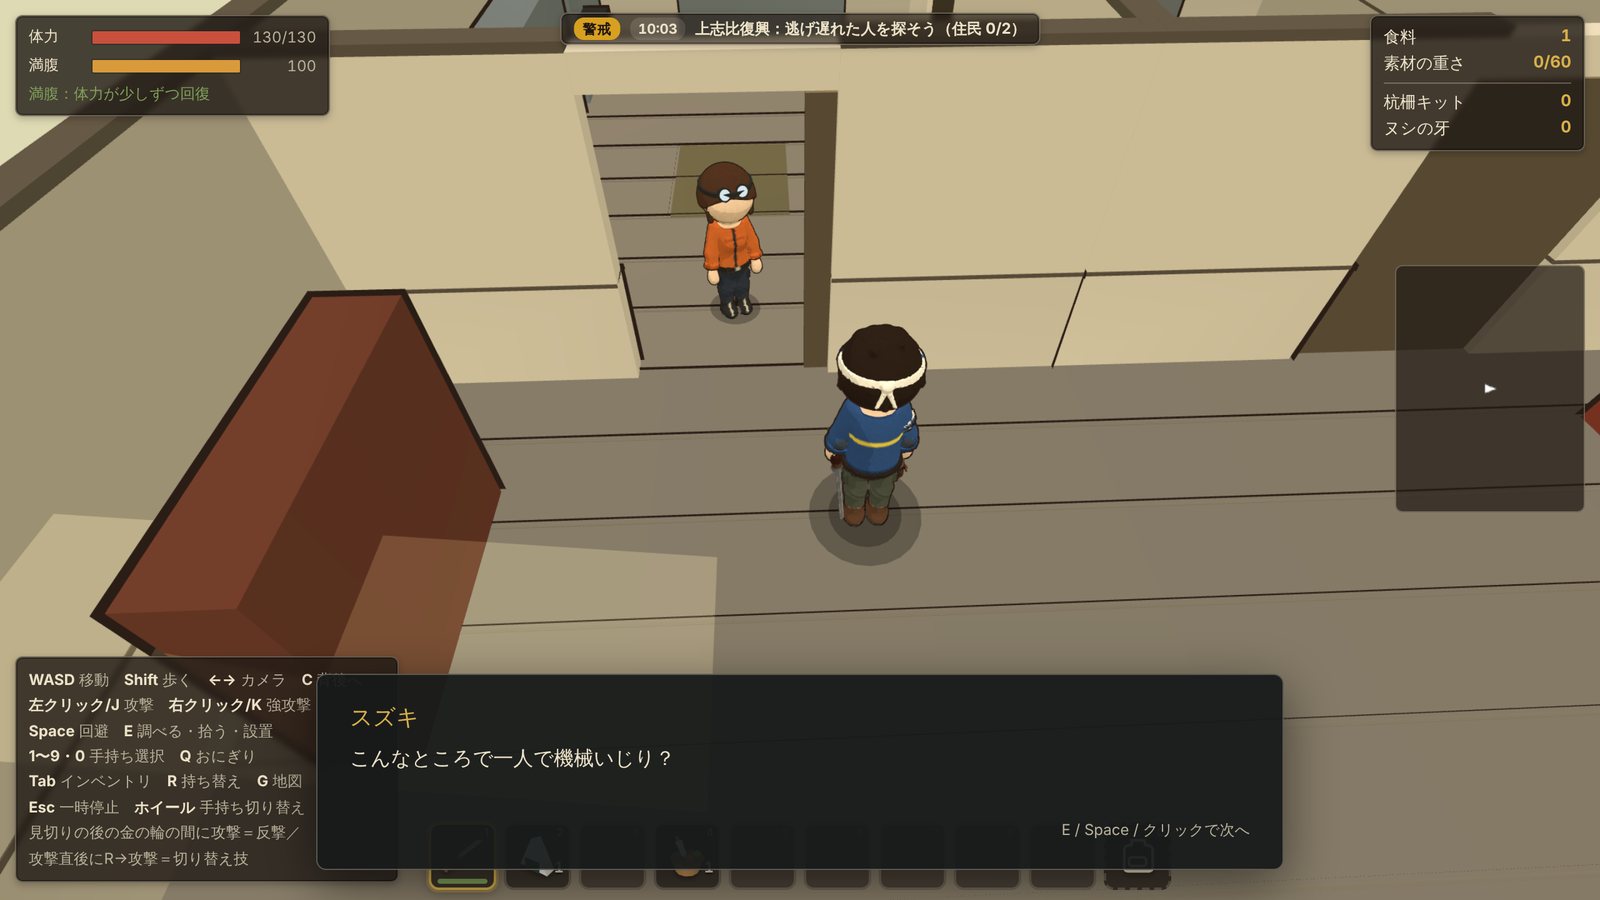 体力 130/130
満腹 100
満腹：体力が少しずつ回復
警戒 10:03 上志比復興：逃げ遅れた人を探そう（住民 0/2）
食料 1
素材の重さ 0/60
杭柵キット 0
ヌシの牙 0
WASD 移動 Shift 歩く ←→ カメラ C 背後へ
左クリック/J 攻撃 右クリック/K 強攻撃
Space 回避 E 調べる・拾う・設置
1〜9・0 手持ち選択 Q おにぎり
Tab インベントリ R 持ち替え G 地図
Esc 一時停止 ホイール 手持ち切り替え
見切りの後の金の輪の間に攻撃＝反撃／
攻撃直後にR→攻撃＝切り替え技
スズキ
こんなところで一人で機械いじり？
E / Space / クリックで次へ
1 1